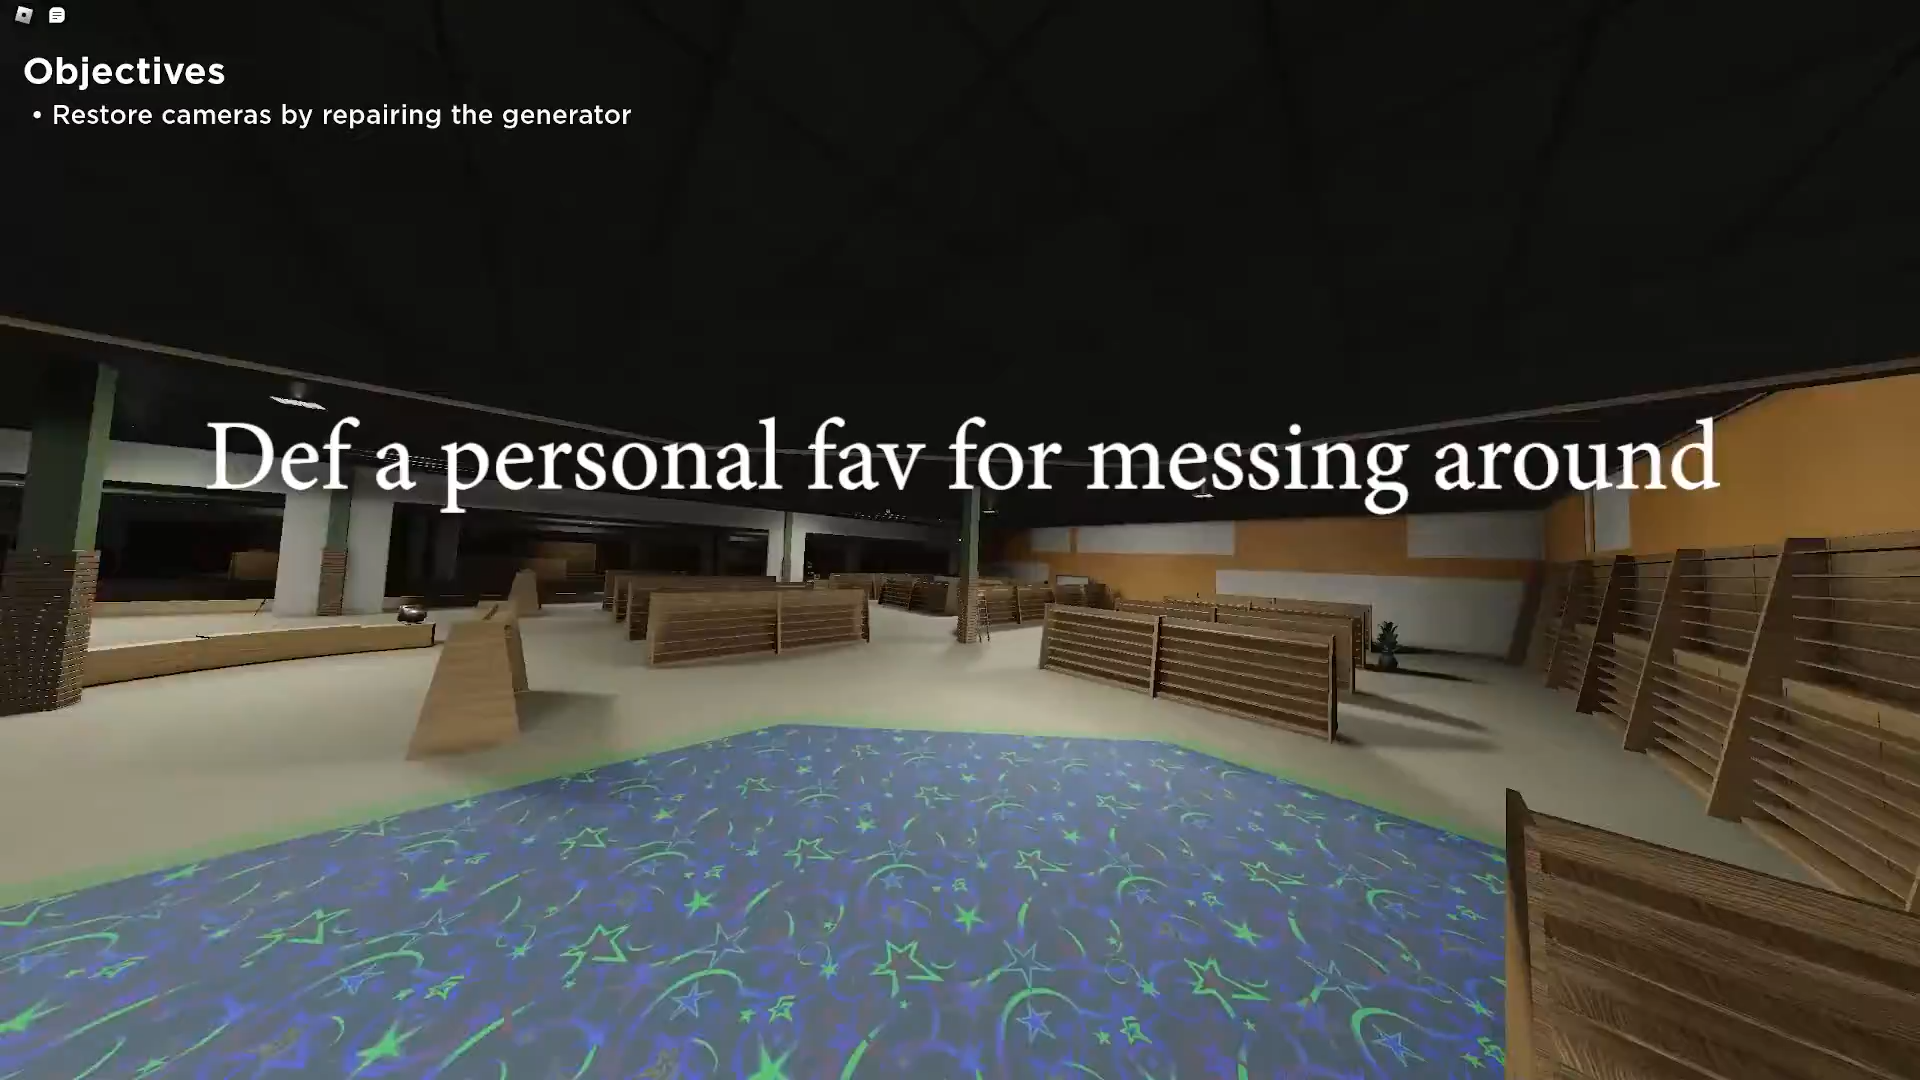 Objectives
• Restore cameras by repairing the generator
Def a personal fav for messing around